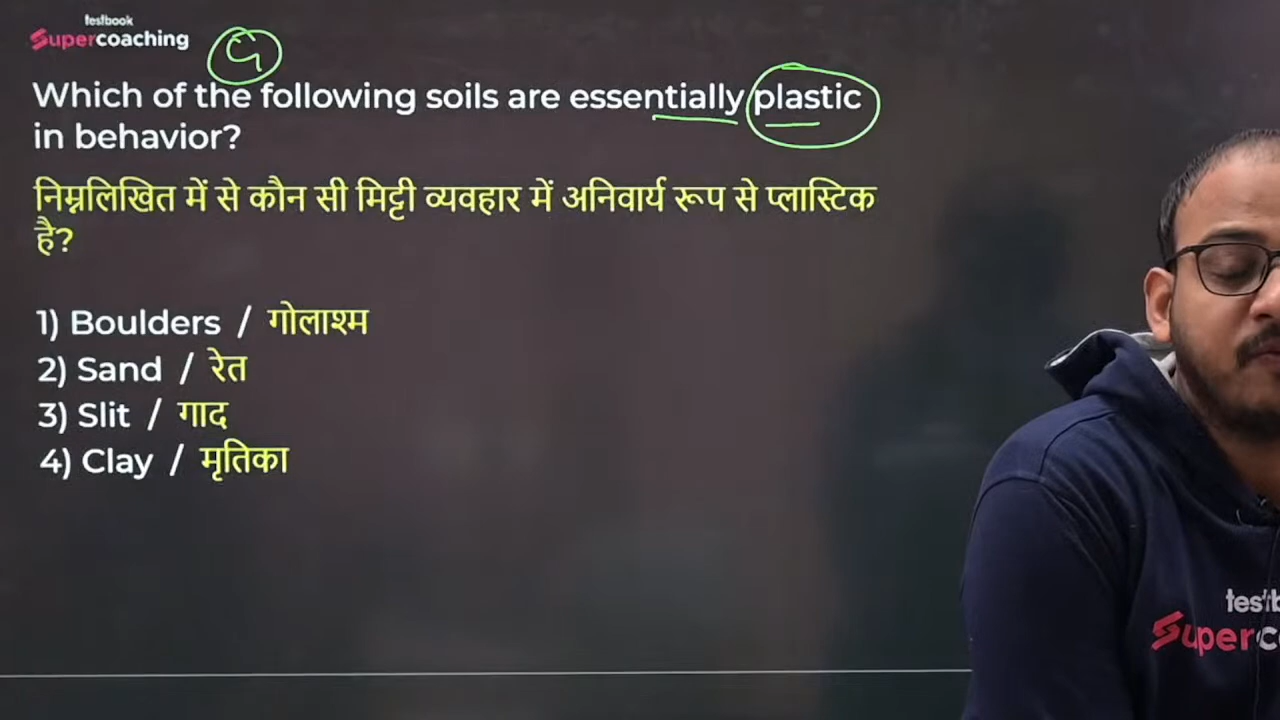 testbook
Supercoaching
Which of the following soils are essentially plastic
in behavior?
निम्नलिखित में से कौन सी मिट्टी व्यवहार में अनिवार्य रूप से प्लास्टिक
है?
1) Boulders / गोलाश्म
2) Sand / रेत
3) Slit / गाद
4) Clay / मृतिका
testb
Superc